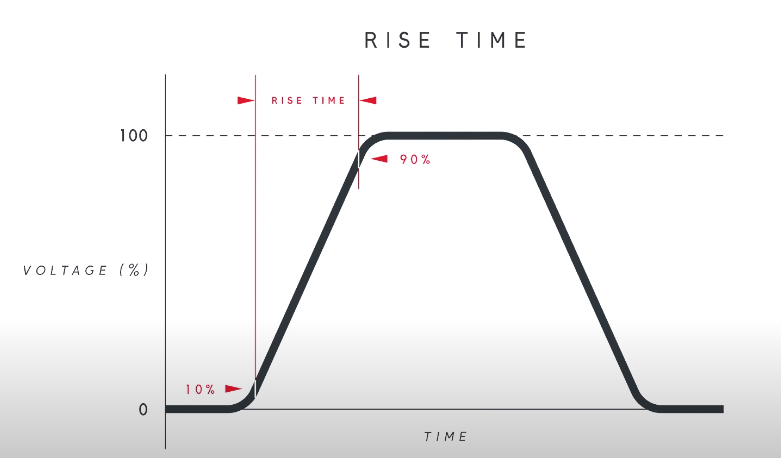 RISE TIME
RISE TIME
100
90%
VOLTAGE (%)
10%
0
TIME